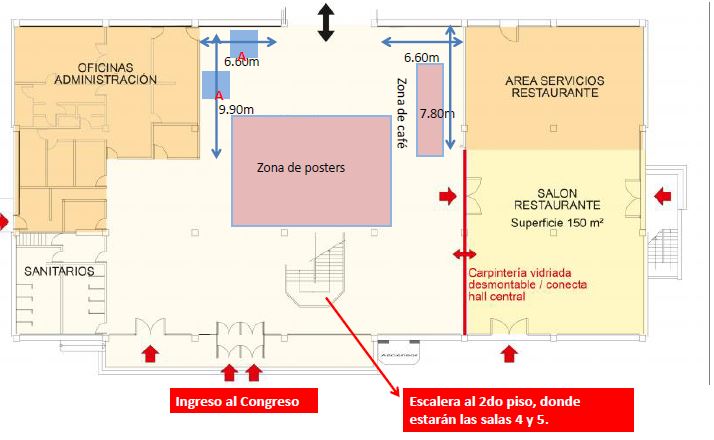 OFICINAS
ADMINISTRACIÓN
A
6.60m
A
9.90m
6.60m
Zona de café
7.80m
AREA SERVICIOS
RESTAURANTE
Zona de posters
SALON
RESTAURANTE
Superficie 150 m²
SANITARIOS
Carpintería vidriada
desmontable / conecta
hall central
Ingreso al Congreso
Escalera al 2do piso, donde
estarán las salas 4 y 5.